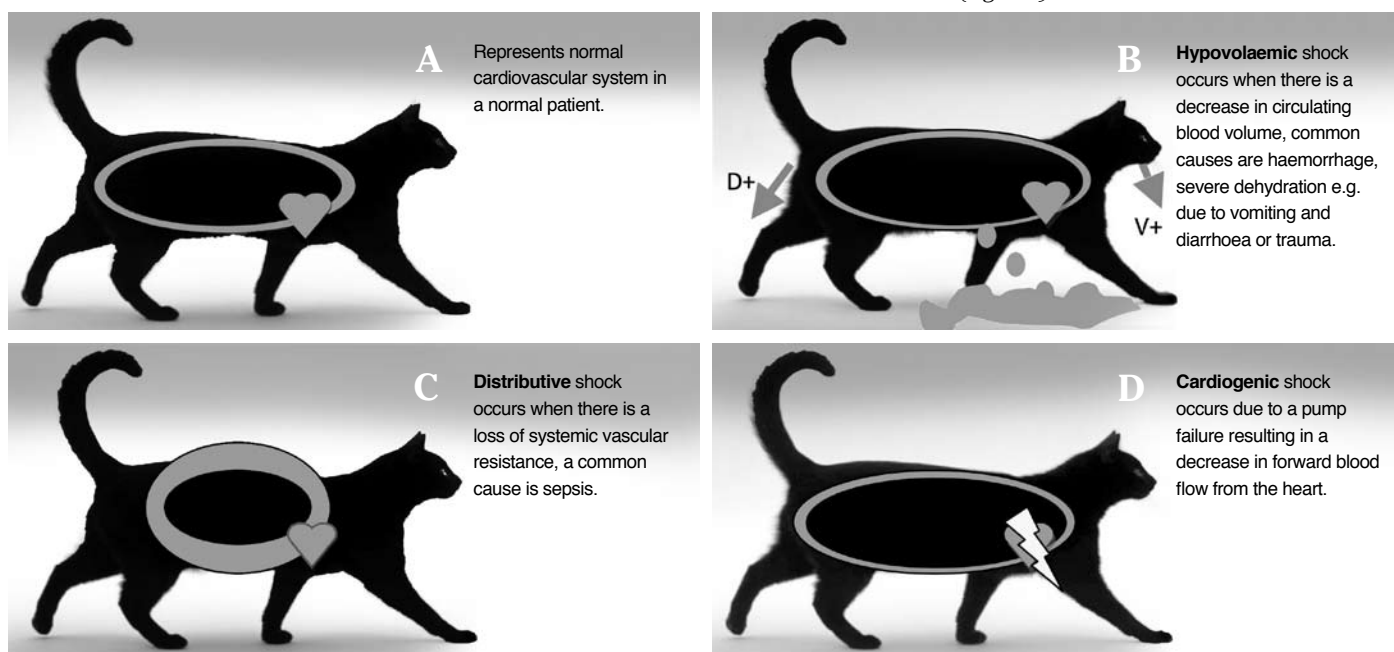 A
Represents normal
cardiovascular system in
a normal patient.
B
Hypovolaemic shock
occurs when there is a
decrease in circulating
blood volume, common
causes are haemorrhage,
severe dehydration e.g.
due to vomiting and
diarrhoea or trauma.
D+
V+
C
Distributive shock
occurs when there is a
loss of systemic vascular
resistance, a common
cause is sepsis.
D
Cardiogenic shock
occurs due to a pump
failure resulting in a
decrease in forward blood
flow from the heart.